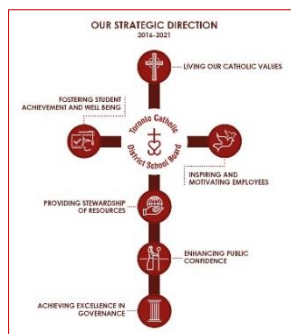 OUR STRATEGIC DIRECTION
2016-2021
LIVING OUR CATHOLIC VALUES
FOSTERING STUDENT
ACHIEVEMENT AND WELL BEING
Toronto Catholic
District School Board
INSPIRING AND
MOTIVATING EMPLOYEES
PROVIDING STEWARDSHIP
OF RESOURCES
ENHANCING PUBLIC
CONFIDENCE
ACHIEVING EXCELLENCE IN
GOVERNANCE